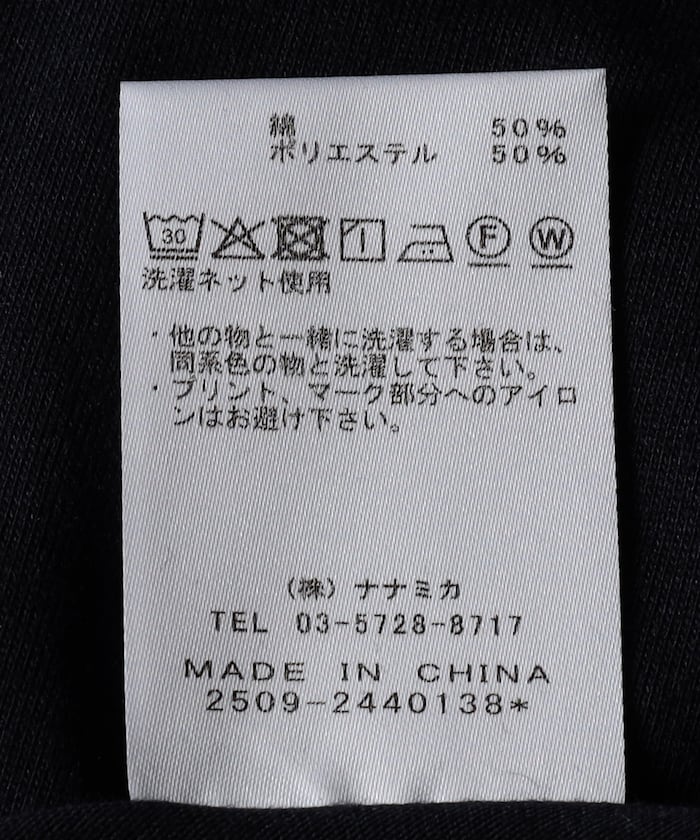 綿 50%
ポリエステル 50%
30 F W
洗濯ネット使用
・他の物と一緒に洗濯する場合は、
同系色の物と洗濯して下さい。
・プリント、マーク部分へのアイロ
ンはお避け下さい。
(株)ナナミカ
TEL 03-5728-8717
MADE IN CHINA
2509-2440138*